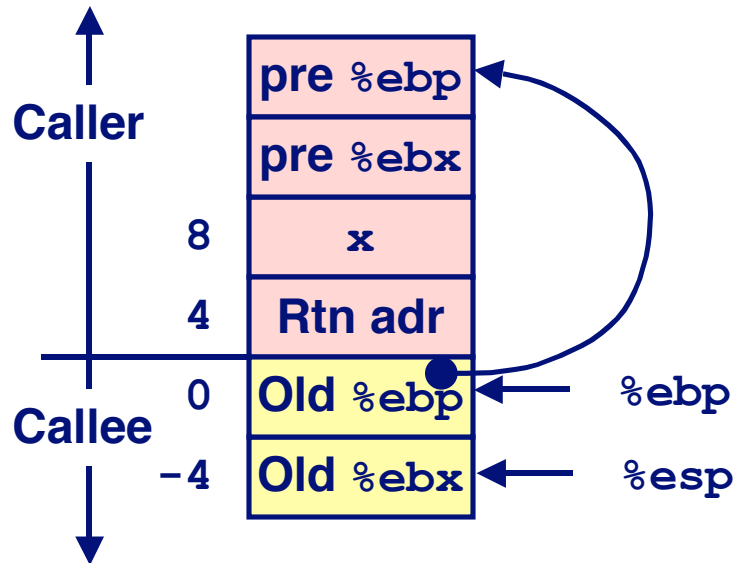 pre %ebp
Caller
pre %ebx
8 x
4 Rtn adr
0 Old %ebp %ebp
Callee
-4 Old %ebx %esp